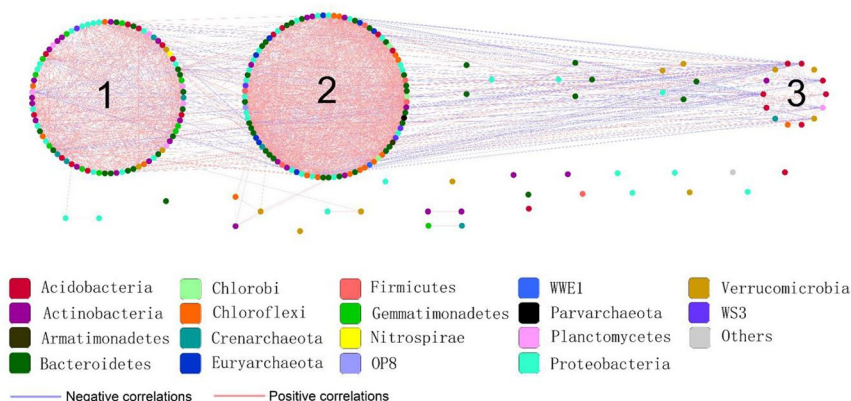 1
2
3
Acidobacteria Chlorobi Firmicutes WWE1 Verrucomicrobia
Actinobacteria Chloroflexi Gemmatimonadetes Parvarchaeota WS3
Armatimonadetes Crenarchaeota Nitrospirae Planctomycetes Others
Bacteroidetes Euryarchaeota OP8 Proteobacteria
Negative correlations Positive correlations